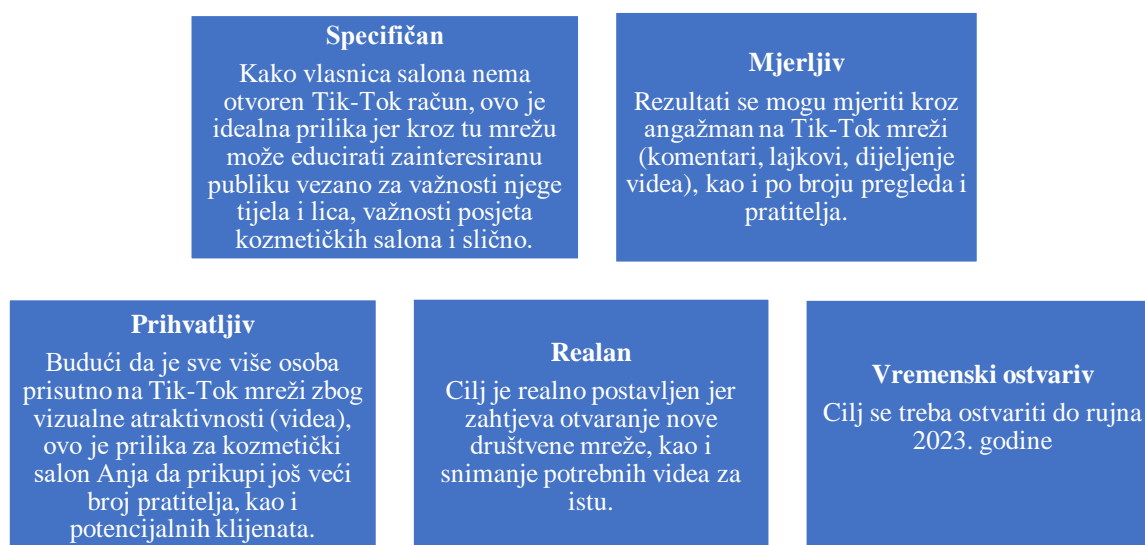 Specifičan
Kako vlasnica salona nema
otvoren Tik-Tok račun, ovo je
idealna prilika jer kroz tu mrežu
može educirati zainteresiranu
publiku vezano za važnosti njege
tijela i lica, važnosti posjeta
kozmetičkih salona i slično.
Mjerljiv
Rezultati se mogu mjeriti kroz
angažman na Tik-Tok mreži
(komentari, lajkovi, dijeljenje
videa), kao i po broju pregleda i
pratitelja.
Prihvatljiv
Budući da je sve više osoba
prisutno na Tik-Tok mreži zbog
vizualne atraktivnosti (videa),
ovo je prilika za kozmetički
salon Anja da prikupi još veći
broj pratitelja, kao i
potencijalnih klijenata.
Realan
Cilj je realno postavljen jer
zahtjeva otvaranje nove
društvene mreže, kao i
snimanje potrebnih videa za
istu.
Vremenski ostvariv
Cilj se treba ostvariti do rujna
2023. godine